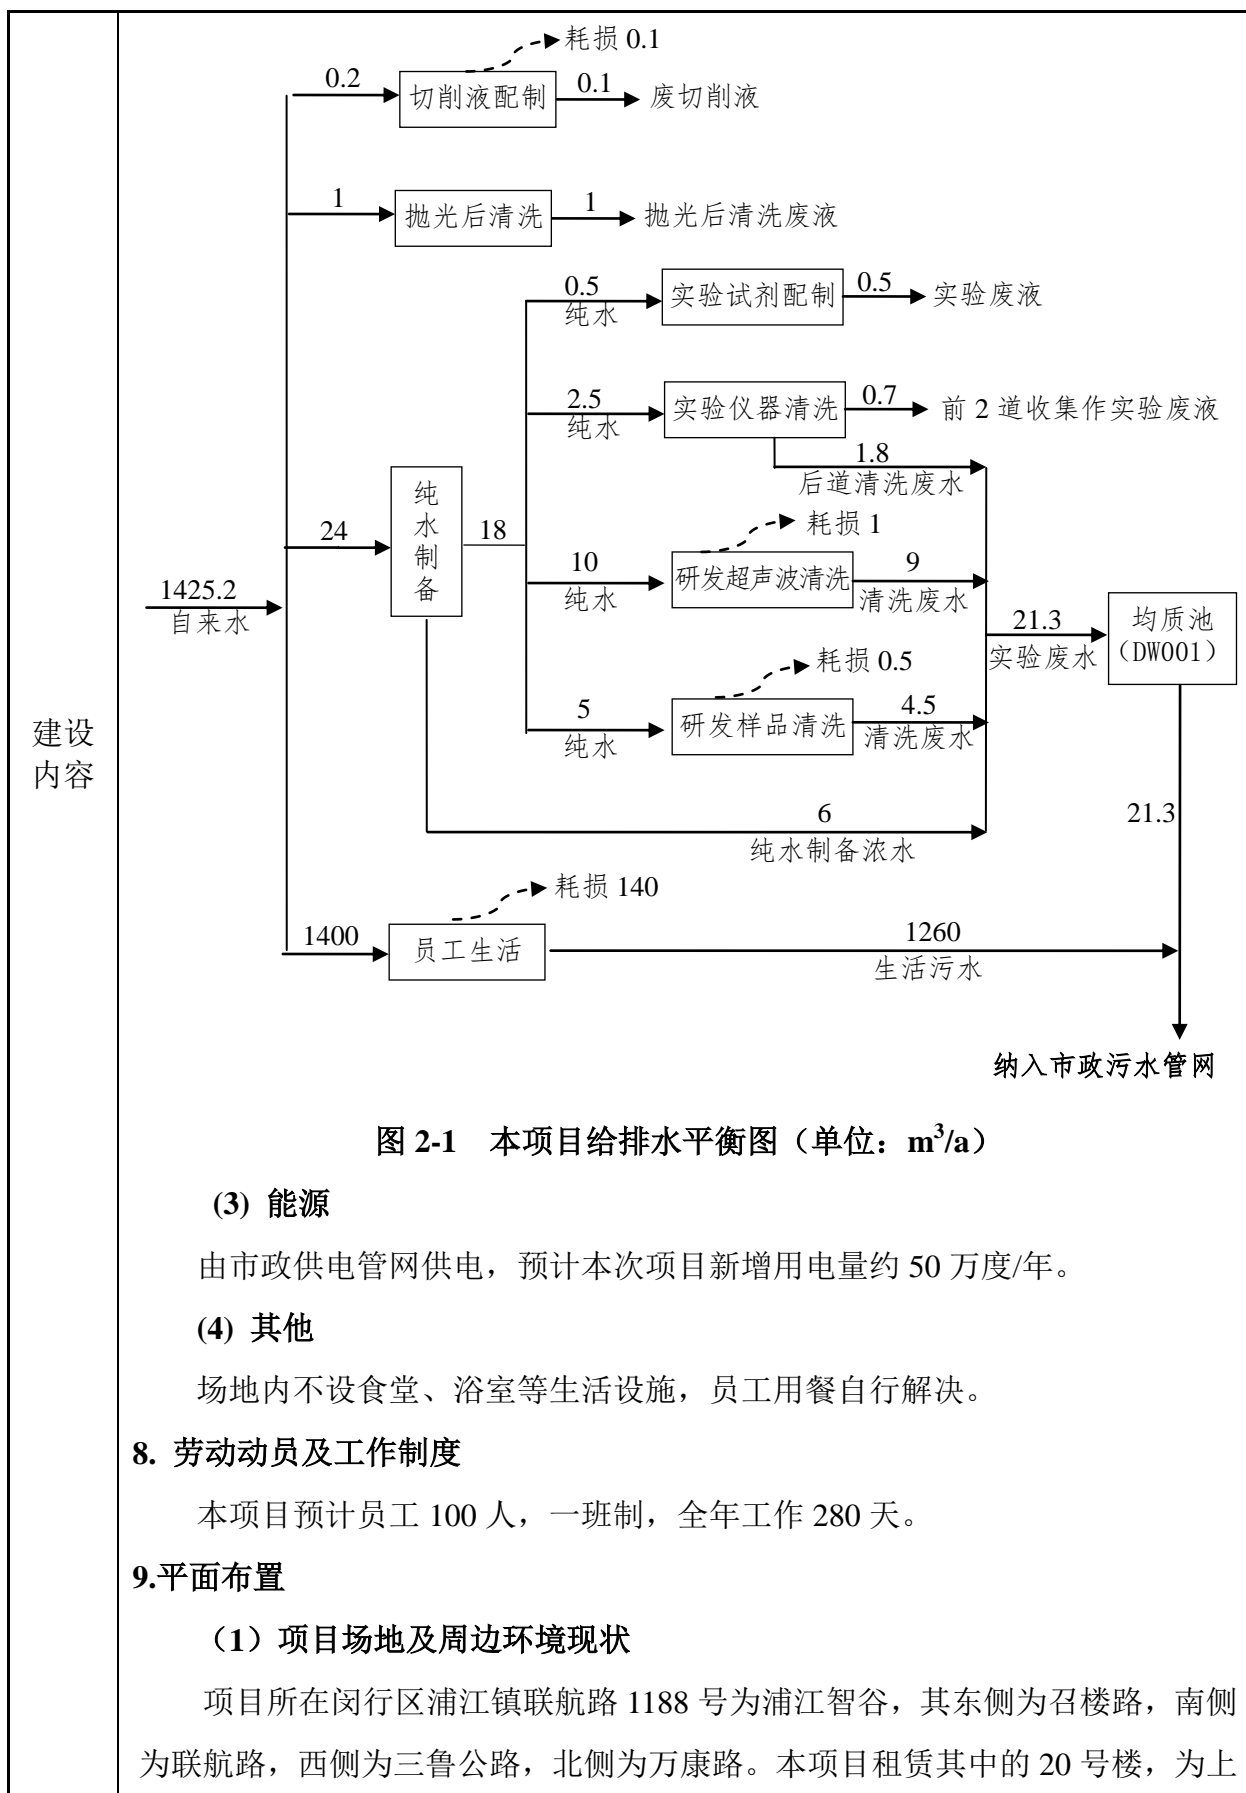 耗损 0.1
0.2
切削液配制
0.1
废切削液
1
抛光后清洗
1
抛光后清洗废液
0.5
纯水
实验试剂配制
0.5
实验废液
2.5
纯水
实验仪器清洗
0.7
前 2 道收集作实验废液
1.8
后道清洗废水
24
纯水制备
18
耗损 1
10
纯水
研发超声波清洗
9
清洗废水
1425.2
自来水
21.3
实验废水
均质池
（DW001）
耗损 0.5
5
纯水
研发样品清洗
4.5
清洗废水
建设
内容
6
纯水制备浓水
21.3
耗损 140
1400
员工生活
1260
生活污水
纳入市政污水管网
图 2-1 本项目给排水平衡图（单位：m³/a）
(3) 能源
由市政供电管网供电，预计本次项目新增用电量约 50 万度/年。
(4) 其他
场地内不设食堂、浴室等生活设施，员工用餐自行解决。
8. 劳动动员及工作制度
本项目预计员工 100 人，一班制，全年工作 280 天。
9.平面布置
（1）项目场地及周边环境现状
项目所在闵行区浦江镇联航路 1188 号为浦江智谷，其东侧为召楼路，南侧
为联航路，西侧为三鲁公路，北侧为万康路。本项目租赁其中的 20 号楼，为上